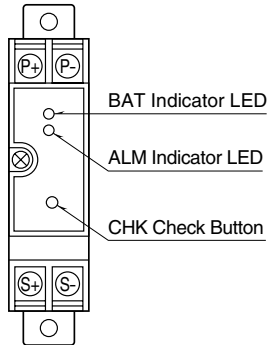 P+ P-
BAT Indicator LED
ALM Indicator LED
CHK Check Button
S+ S-